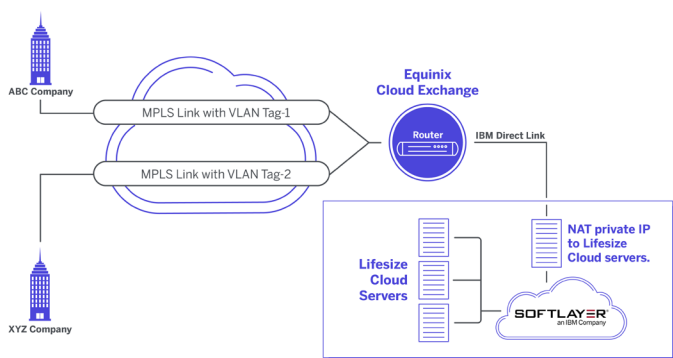 ABC Company
MPLS Link with VLAN Tag-1
MPLS Link with VLAN Tag-2
XYZ Company
Equinix
Cloud Exchange
Router
IBM Direct Link
NAT private IP
to Lifesize
Cloud servers.
Lifesize
Cloud
Servers
SOFTLAYER®
an IBM Company